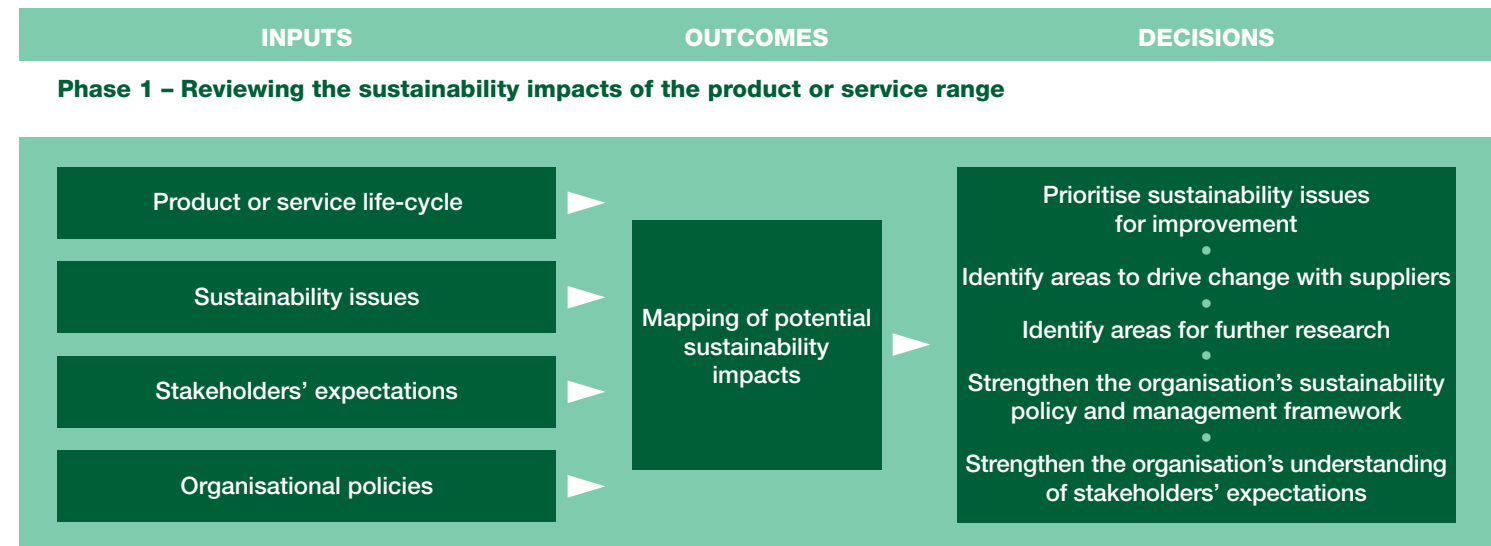 INPUTS OUTCOMES DECISIONS
Phase 1 – Reviewing the sustainability impacts of the product or service range
Product or service life-cycle
Sustainability issues
Stakeholders’ expectations
Organisational policies
Mapping of potential
sustainability
impacts
Prioritise sustainability issues
for improvement
•
Identify areas to drive change with suppliers
•
Identify areas for further research
•
Strengthen the organisation’s sustainability
policy and management framework
•
Strengthen the organisation’s understanding
of stakeholders’ expectations